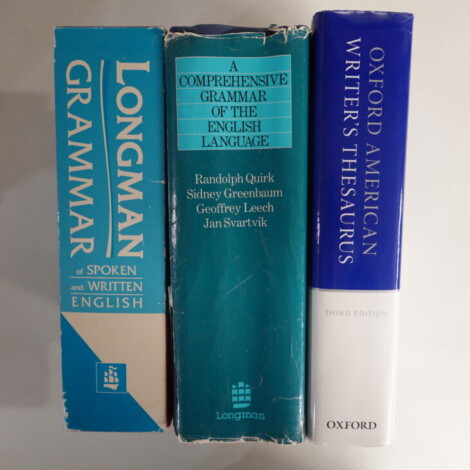 LONGMAN
GRAMMAR
of SPOKEN
and WRITTEN
ENGLISH
A
COMPREHENSIVE
GRAMMAR
OF THE
ENGLISH
LANGUAGE
Randolph Quirk
Sidney Greenbaum
Geoffrey Leech
Jan Svartvik
Longman
OXFORD AMERICAN
WRITER'S THESAURUS
THIRD EDITION
OXFORD